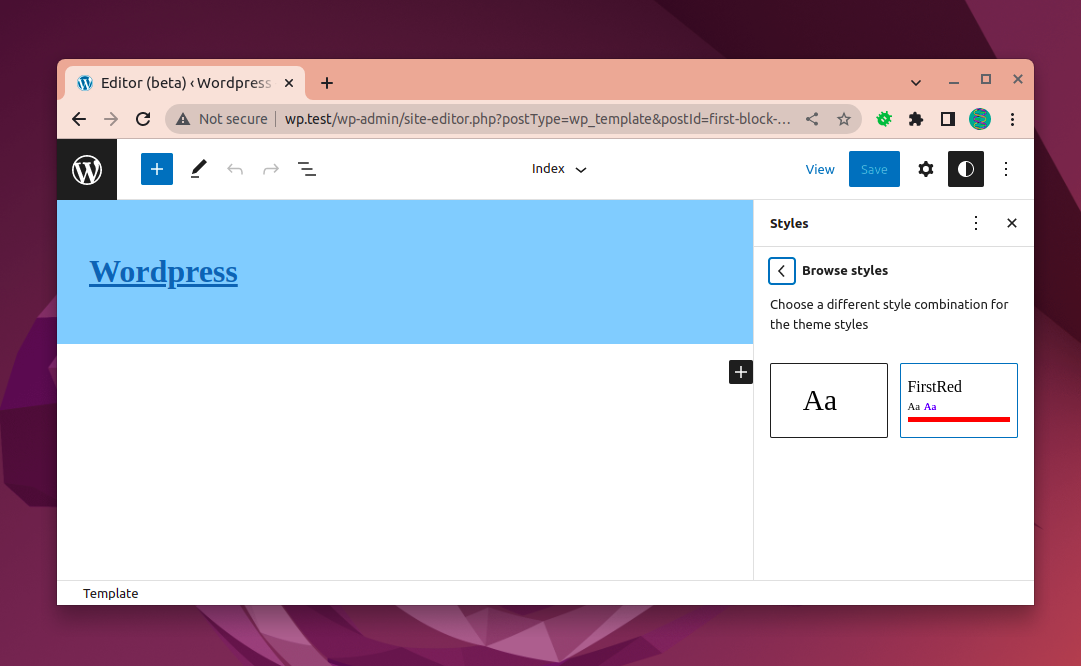 Editor (beta) ‹ Wordpress
Not secure wp.test/wp-admin/site-editor.php?postType=wp_template&postId=first-block-...
Index
View
Save
Styles
Wordpress
Browse styles
Choose a different style combination for
the theme styles
Aa
FirstRed
Aa Aa
Template